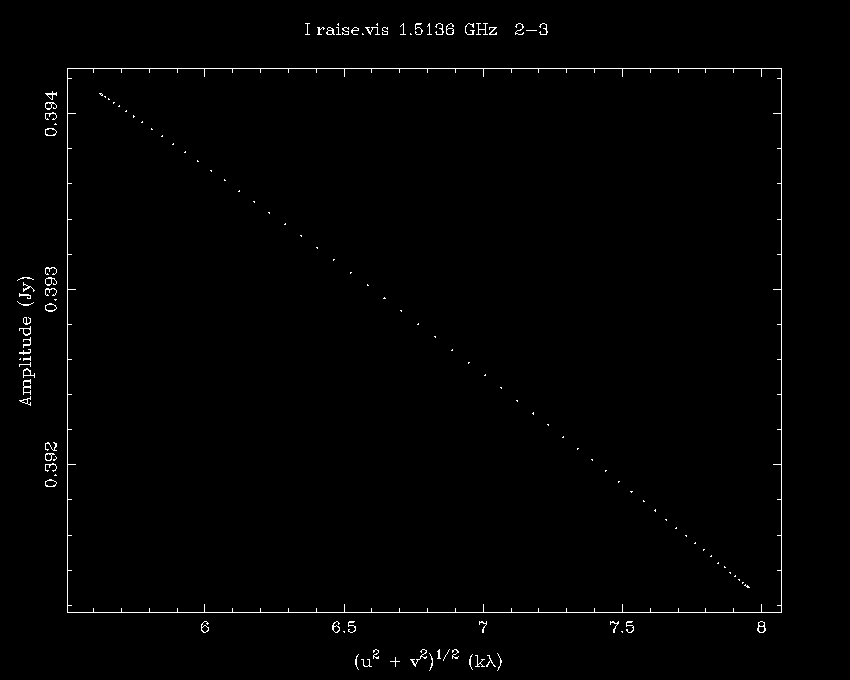 I raise.vis 1.5136 GHz 2-3
0.394
0.393
0.392
Amplitude (Jy)
6 6.5 7 7.5 8
(u² + v²)^1/2 (kλ)